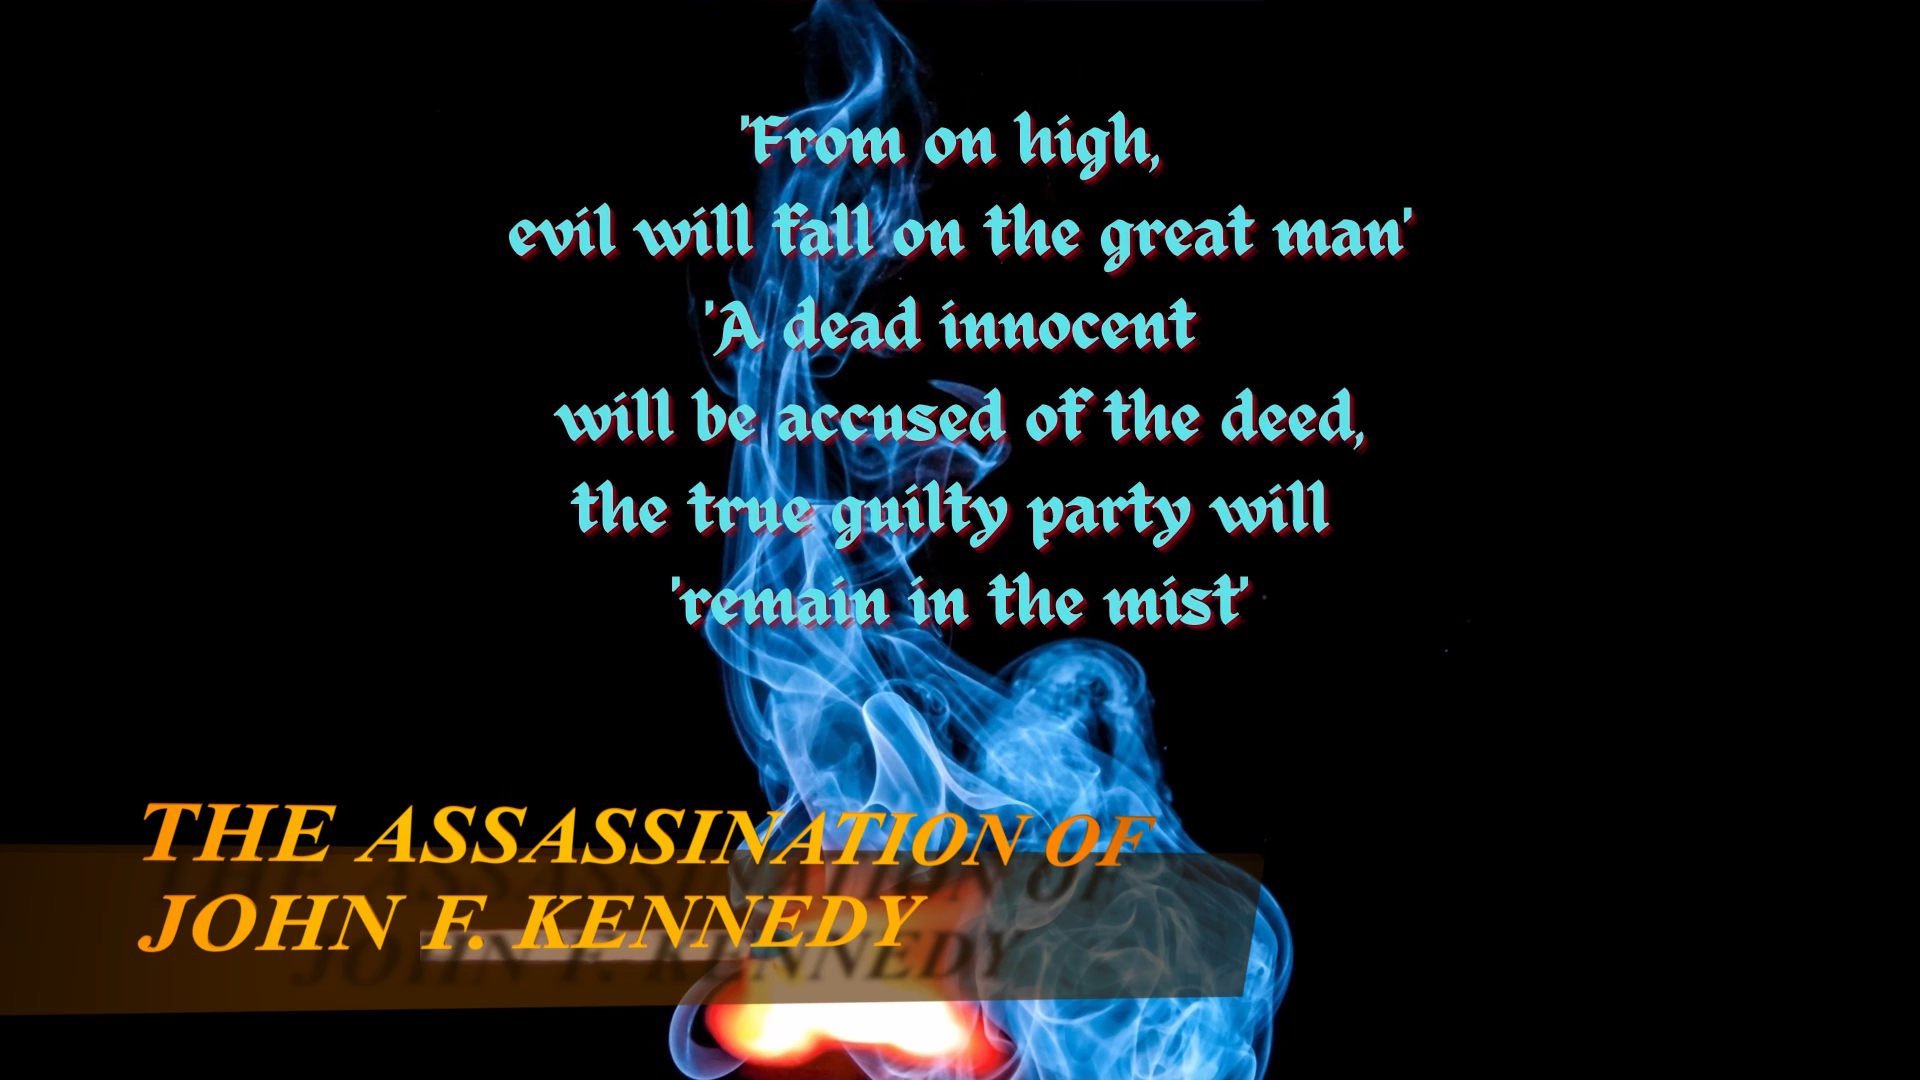 'From on high,
evil will fall on the great man'
'A dead innocent
will be accused of the deed,
the true guilty party will
'remain in the mist'
THE ASSASSINATION OF
JOHN F. KENNEDY